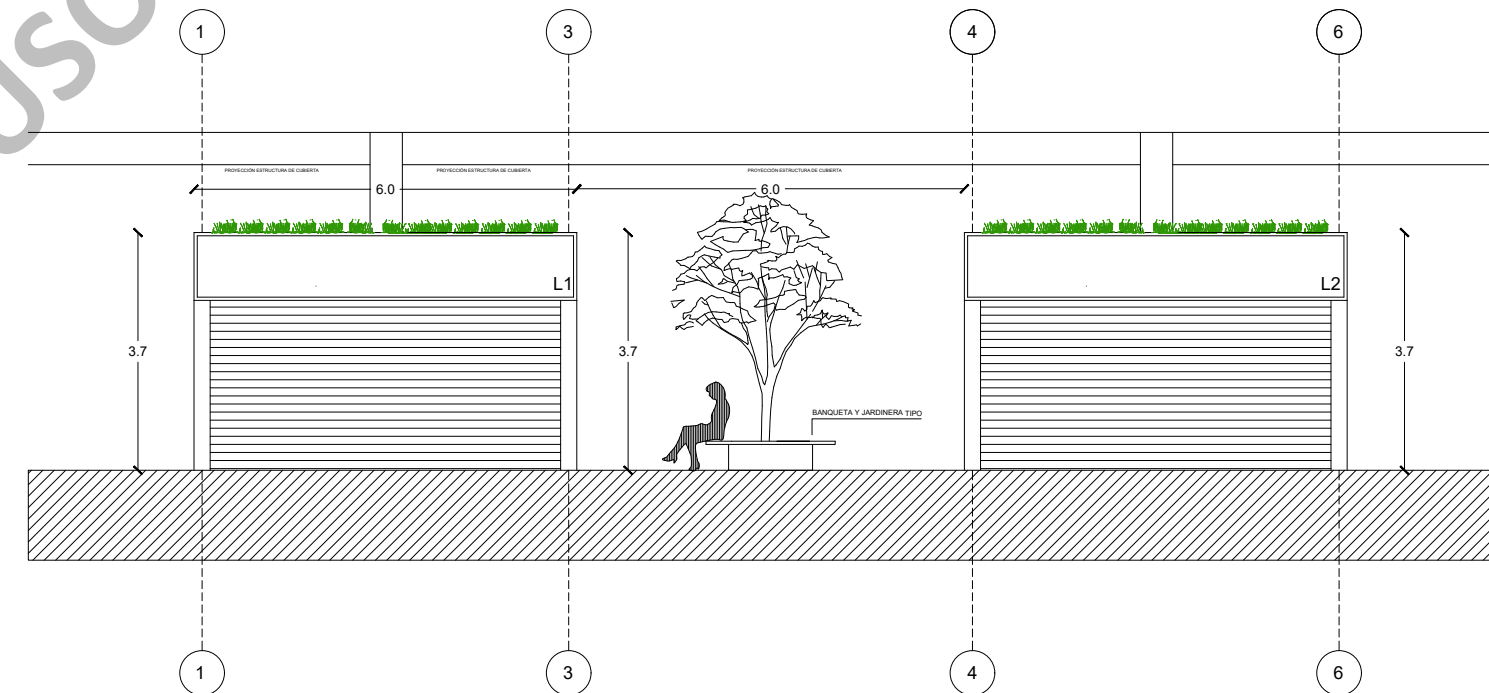 USO
1 3 4 6
PROYECCIÓN ESTRUCTURA DE CUBIERTA PROYECCIÓN ESTRUCTURA DE CUBIERTA PROYECCIÓN ESTRUCTURA DE CUBIERTA
6.0 6.0
L1 L2
3.7 3.7 3.7
BANQUETA Y JARDINERA TIPO
1 3 4 6